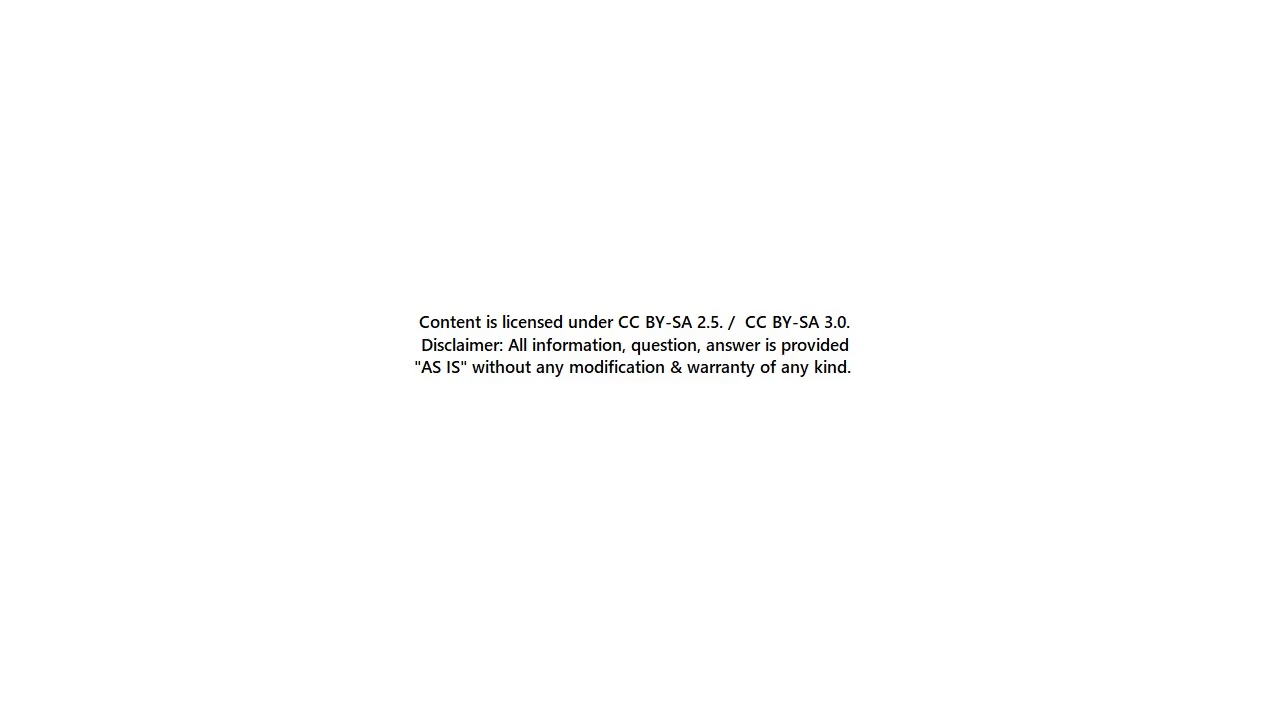 Content is licensed under CC BY-SA 2.5. /  CC BY-SA 3.0.
Disclaimer: All information, question, answer is provided
"AS IS" without any modification & warranty of any kind.